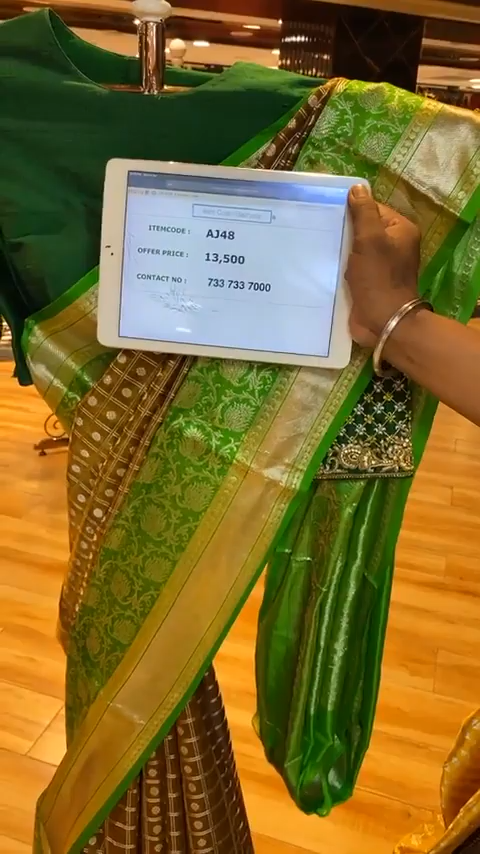 ITEMCODE : AJ48
OFFER PRICE : 13,500
CONTACT NO : 733 733 7000